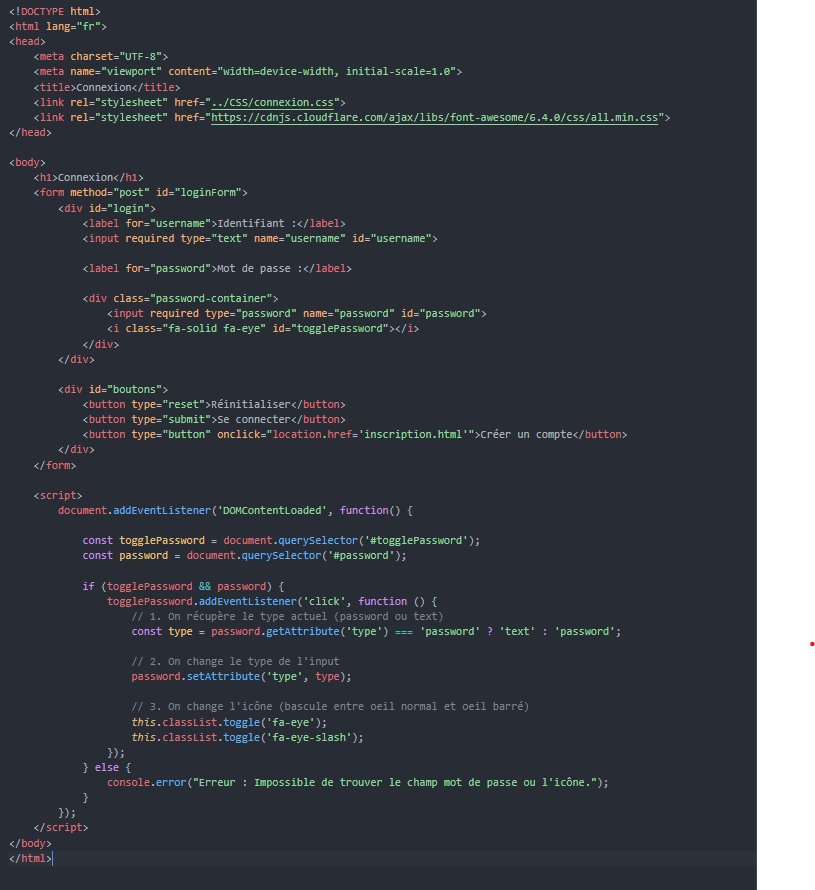 <!DOCTYPE html>
<html lang="fr">
<head>
    <meta charset="UTF-8">
    <meta name="viewport" content="width=device-width, initial-scale=1.0">
    <title>Connexion</title>
    <link rel="stylesheet" href="../CSS/connexion.css">
    <link rel="stylesheet" href="https://cdnjs.cloudflare.com/ajax/libs/font-awesome/6.4.0/css/all.min.css">
</head>

<body>
    <h1>Connexion</h1>
    <form method="post" id="loginForm">
        <div id="login">
            <label for="username">Identifiant :</label>
            <input required type="text" name="username" id="username">

            <label for="password">Mot de passe :</label>

            <div class="password-container">
                <input required type="password" name="password" id="password">
                <i class="fa-solid fa-eye" id="togglePassword"></i>
            </div>
        </div>

        <div id="boutons">
            <button type="reset">Réinitialiser</button>
            <button type="submit">Se connecter</button>
            <button type="button" onclick="location.href='inscription.html'">Créer un compte</button>
        </div>
    </form>

    <script>
        document.addEventListener('DOMContentLoaded', function() {

            const togglePassword = document.querySelector('#togglePassword');
            const password = document.querySelector('#password');

            if (togglePassword && password) {
                togglePassword.addEventListener('click', function () {
                    // 1. On récupère le type actuel (password ou text)
                    const type = password.getAttribute('type') === 'password' ? 'text' : 'password';

                    // 2. On change le type de l'input
                    password.setAttribute('type', type);

                    // 3. On change l'icône (bascule entre oeil normal et oeil barré)
                    this.classList.toggle('fa-eye');
                    this.classList.toggle('fa-eye-slash');
                });
            } else {
                console.error("Erreur : Impossible de trouver le champ mot de passe ou l'icône.");
            }
        });
    </script>
</body>
</html>